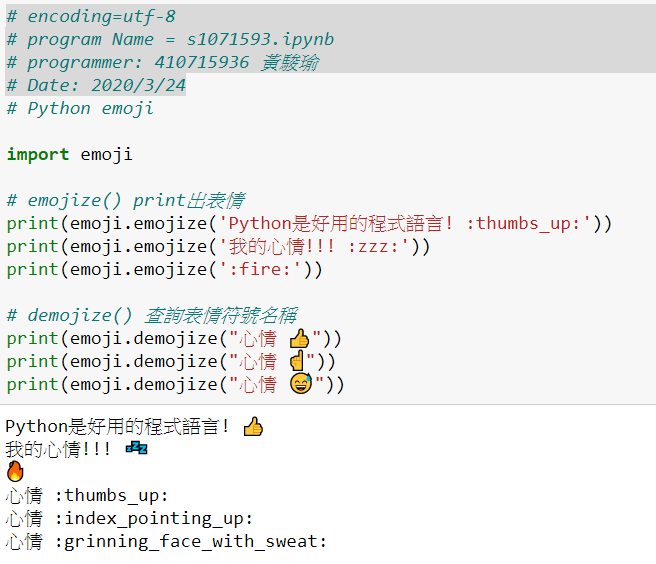 # encoding=utf-8
# program Name = s1071593.ipynb
# programmer: 410715936 黃駿瑜
# Date: 2020/3/24
# Python emoji
import emoji
# emojize() print出表情
print(emoji.emojize('Python是好用的程式語言! :thumbs_up:'))
print(emoji.emojize('我的心情!!! :zzz:'))
print(emoji.emojize(':fire:'))
# demojize() 查詢表情符號名稱
print(emoji.demojize("心情 👍"))
print(emoji.demojize("心情 ☝"))
print(emoji.demojize("心情 😅"))
Python是好用的程式語言! 👍
我的心情!!! 💤
🔥
心情 :thumbs_up:
心情 :index_pointing_up:
心情 :grinning_face_with_sweat: